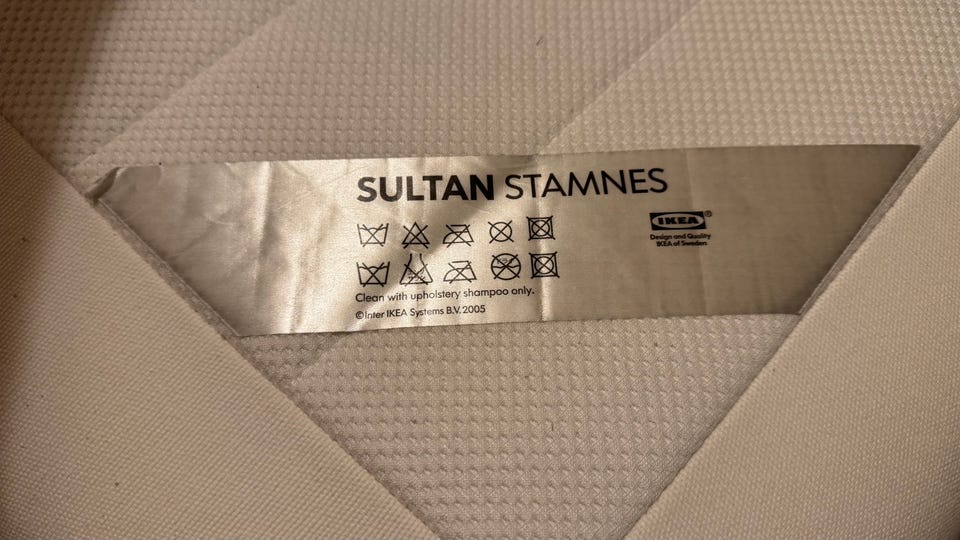 SULTAN STAMNES
IKEA®
Design and Quality
IKEA of Sweden
Clean with upholstery shampoo only.
©Inter IKEA Systems B.V. 2005